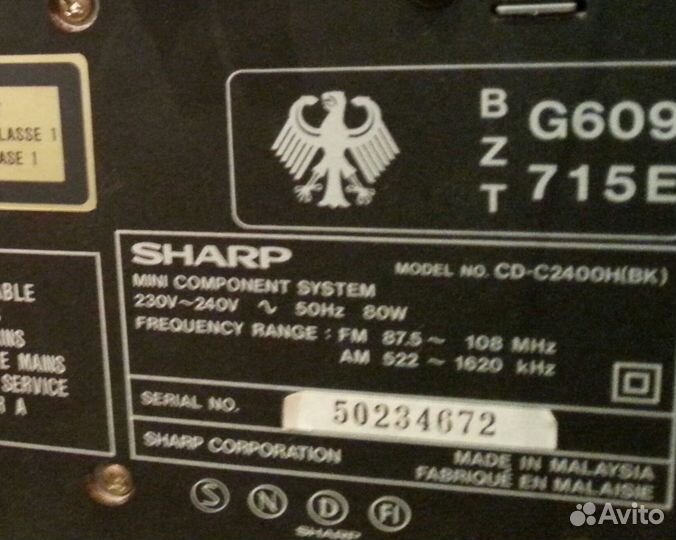 LASSE 1
ASE 1
BZT
G609
715E
ABLE
INS
E MAINS
SERVICE
A
SHARP
MODEL NO. CD-C2400H(BK)
MINI COMPONENT SYSTEM
230V~240V ∿ 50Hz 80W
FREQUENCY RANGE : FM 87.5 ~ 108 MHz
AM 522 ~ 1620 kHz
SERIAL NO. 50234672
SHARP CORPORATION
MADE IN MALAYSIA
FABRIQUÉ EN MALAISIE
S N D FI
SHARP
Avito